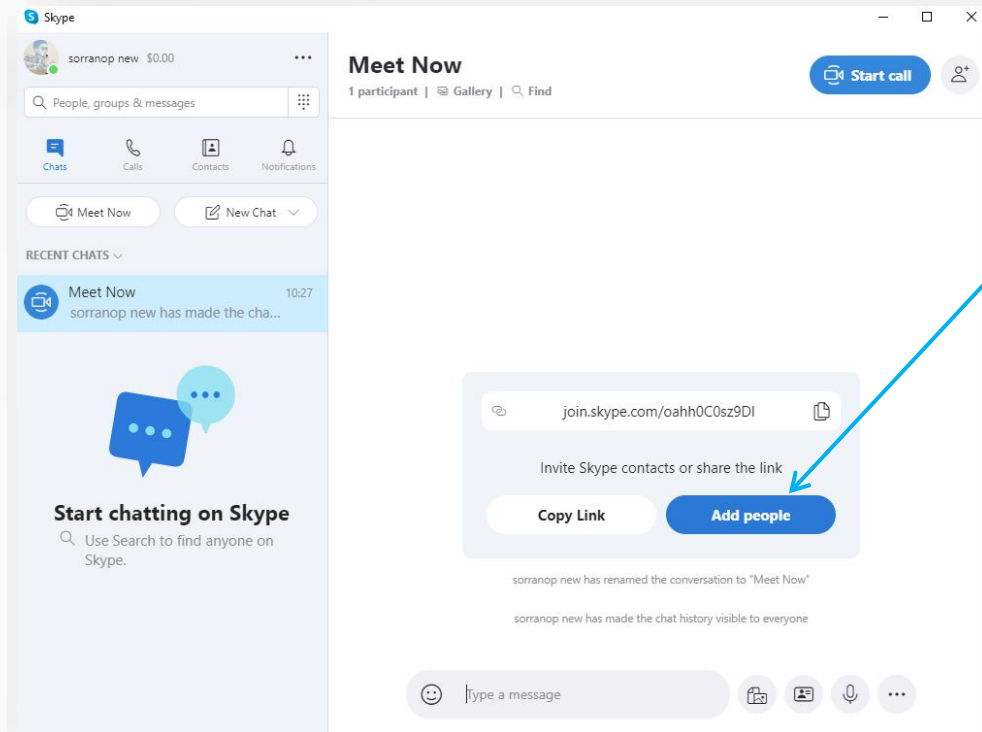 Skype
sorranop new $0.00
People, groups & messages
Chats Calls Contacts Notifications
Meet Now New Chat
RECENT CHATS
Meet Now 10:27
sorranop new has made the cha...
Start chatting on Skype
Use Search to find anyone on
Skype.
Meet Now
1 participant | Gallery | Find
Start call
join.skype.com/oahh0C0sz9DI
Invite Skype contacts or share the link
Copy Link Add people
sorranop new has renamed the conversation to "Meet Now"
sorranop new has made the chat history visible to everyone
Type a message